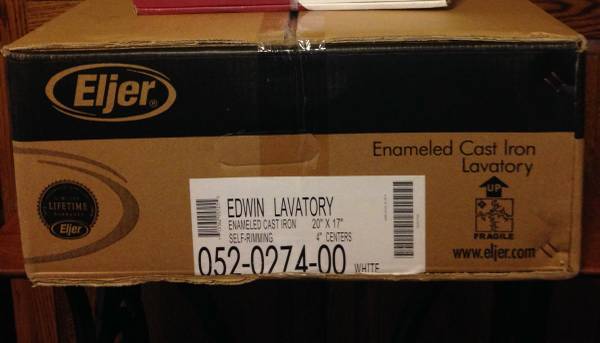 Eljer®
Enameled Cast Iron
Lavatory
UP
FRAGILE
www.eljer.com
LIFETIME
Eljer
EDWIN LAVATORY
ENAMELED CAST IRON 20" X 17"
SELF-RIMMING 4" CENTERS
052-0274-00 WHITE